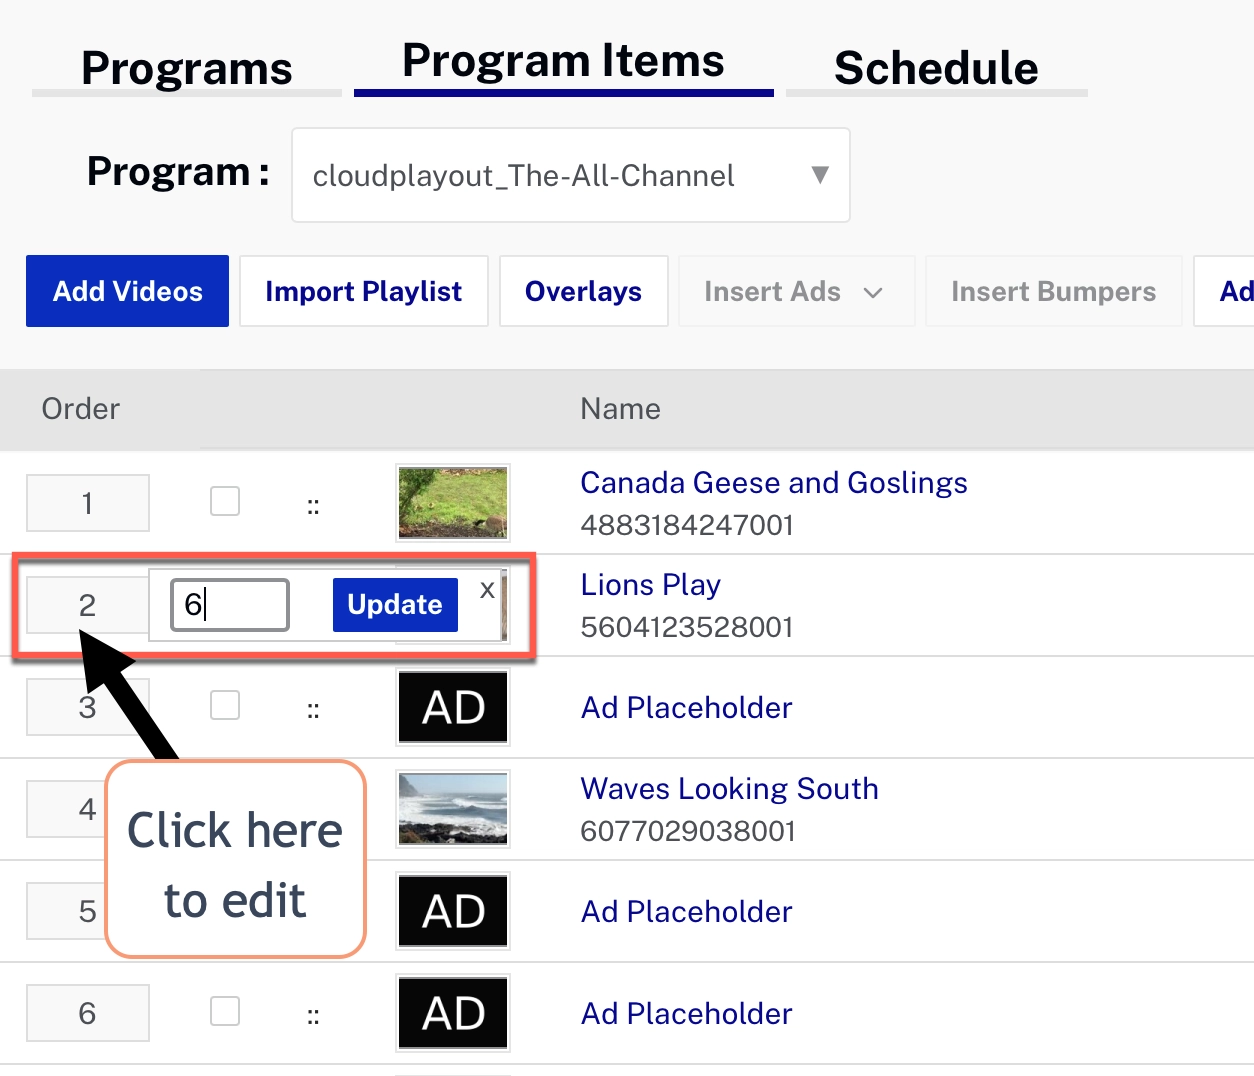 Programs Program Items Schedule
Program : cloudplayout_The-All-Channel
Add Videos Import Playlist Overlays Insert Ads Insert Bumpers Ad
Order Name
1 :: Canada Geese and Goslings
4883184247001
2 6 Update x Lions Play
5604123528001
3 :: AD Ad Placeholder
4 Waves Looking South
6077029038001
Click here
to edit
5 AD Ad Placeholder
6 :: AD Ad Placeholder